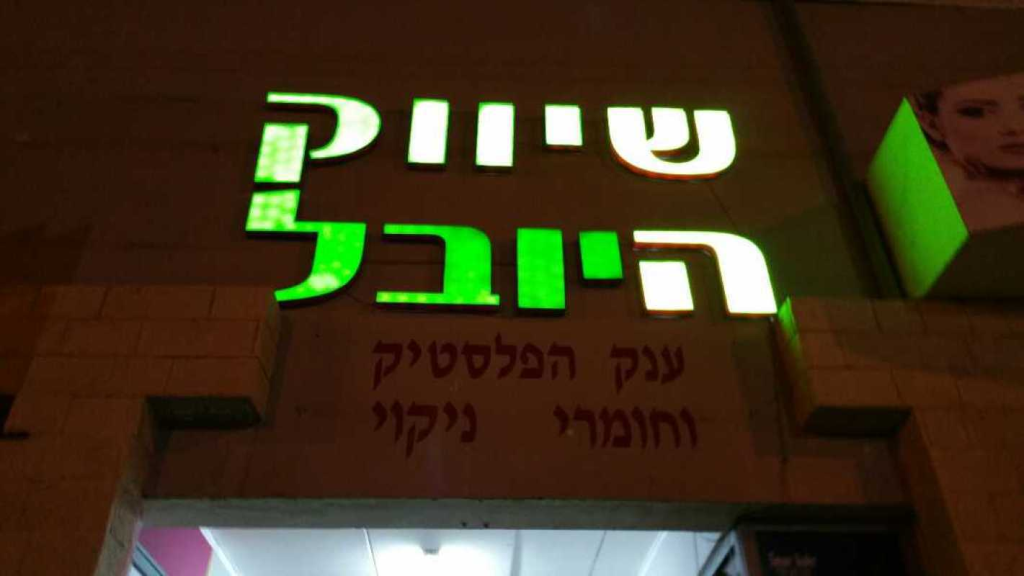 שיווק
היובל
ענק הפלסטיק
וחומרי ניקוי